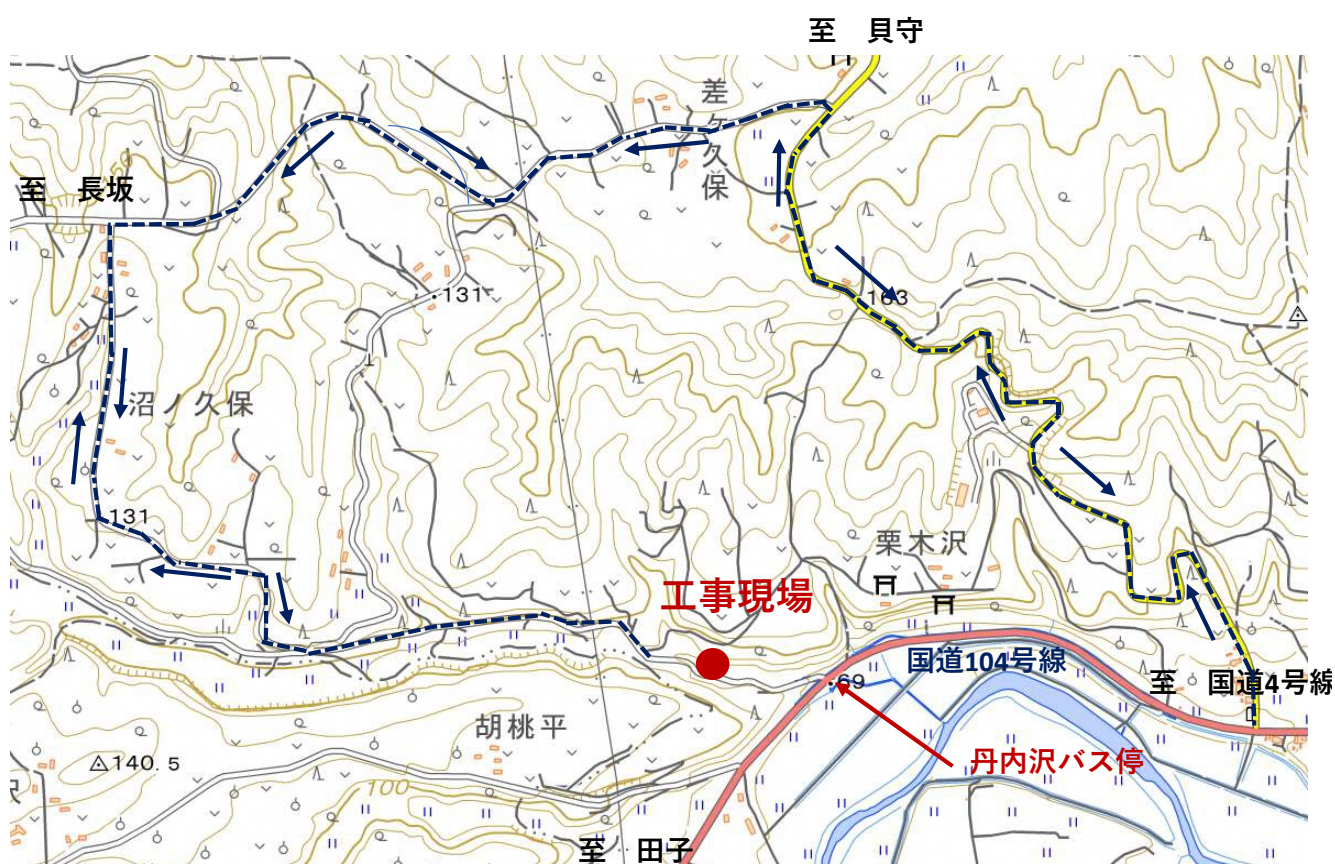 至 貝守
差ケ久保
至 長坂
・131
163
沼ノ久保
131
栗木沢
工事現場
国道104号線
・69
至 国道4号線
胡桃平
丹内沢バス停
△140.5
100
至 田子